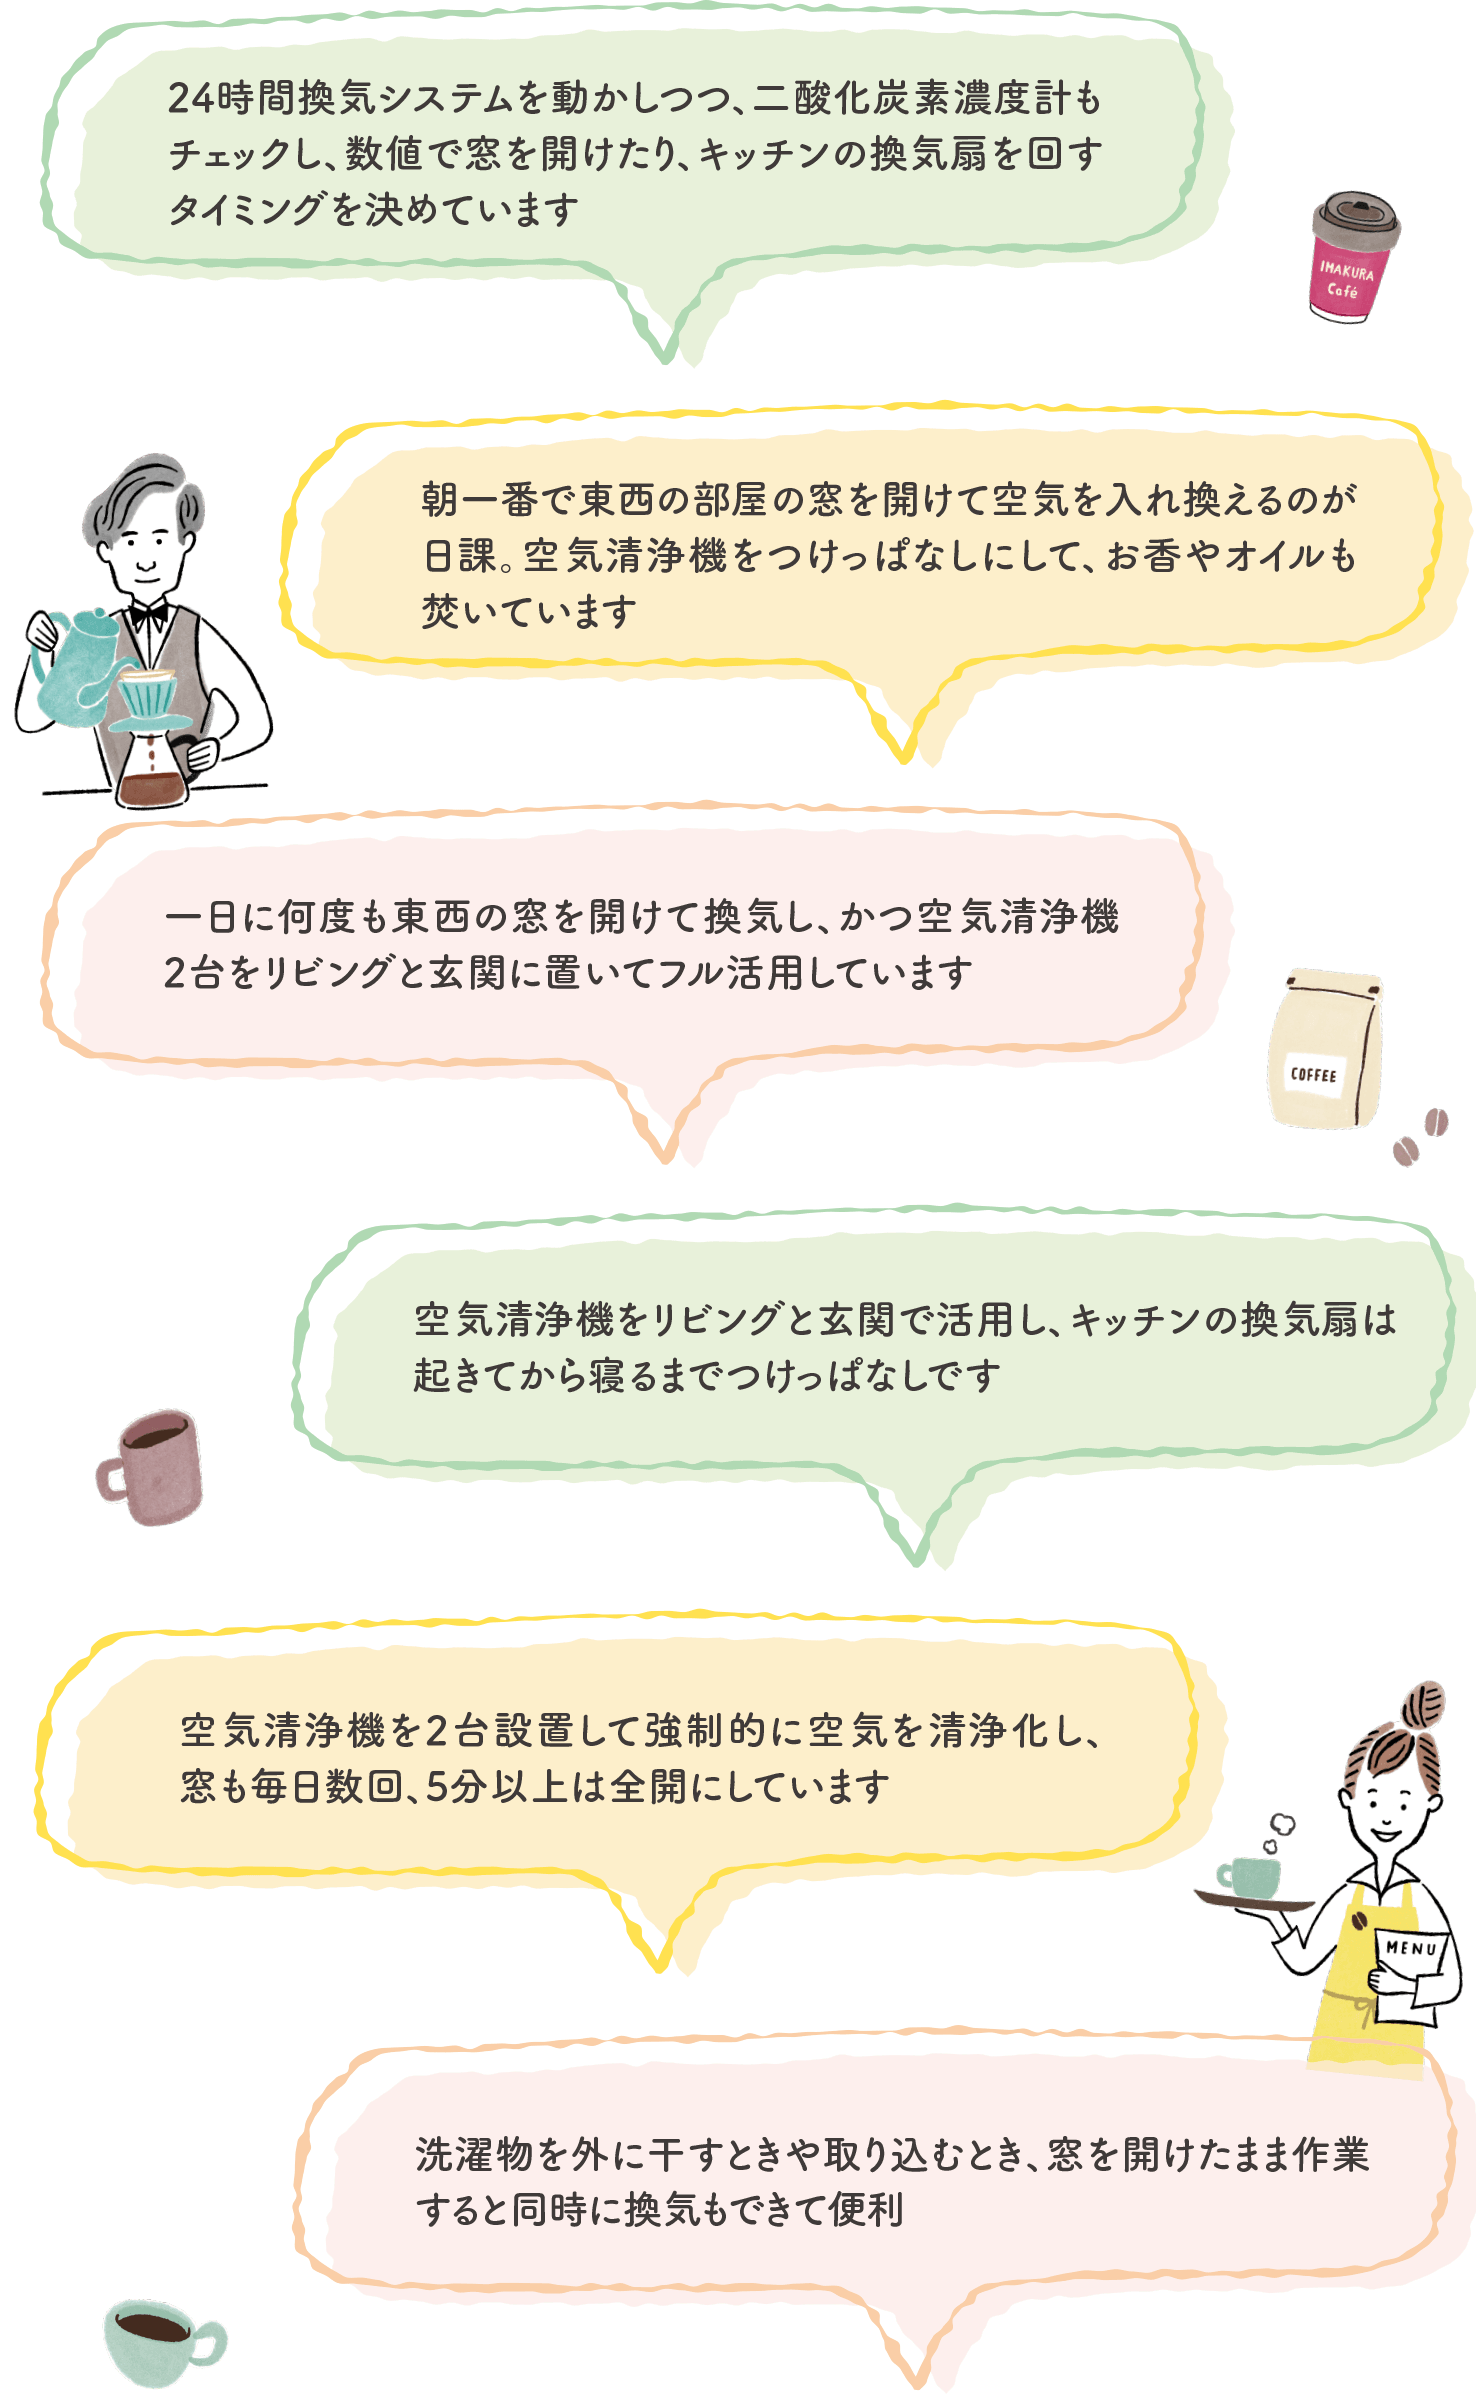 24時間換気システムを動かしつつ、二酸化炭素濃度計も
チェックし、数値で窓を開けたり、キッチンの換気扇を回す
タイミングを決めています
IMAKURA
Café
朝一番で東西の部屋の窓を開けて空気を入れ換えるのが
日課。空気清浄機をつけっぱなしにして、お香やオイルも
焚いています
一日に何度も東西の窓を開けて換気し、かつ空気清浄機
2台をリビングと玄関に置いてフル活用しています
COFFEE
空気清浄機をリビングと玄関で活用し、キッチンの換気扇は
起きてから寝るまでつけっぱなしです
空気清浄機を2台設置して強制的に空気を清浄化し、
窓も毎日数回、5分以上は全開にしています
MENU
洗濯物を外に干すときや取り込むとき、窓を開けたまま作業
すると同時に換気もできて便利